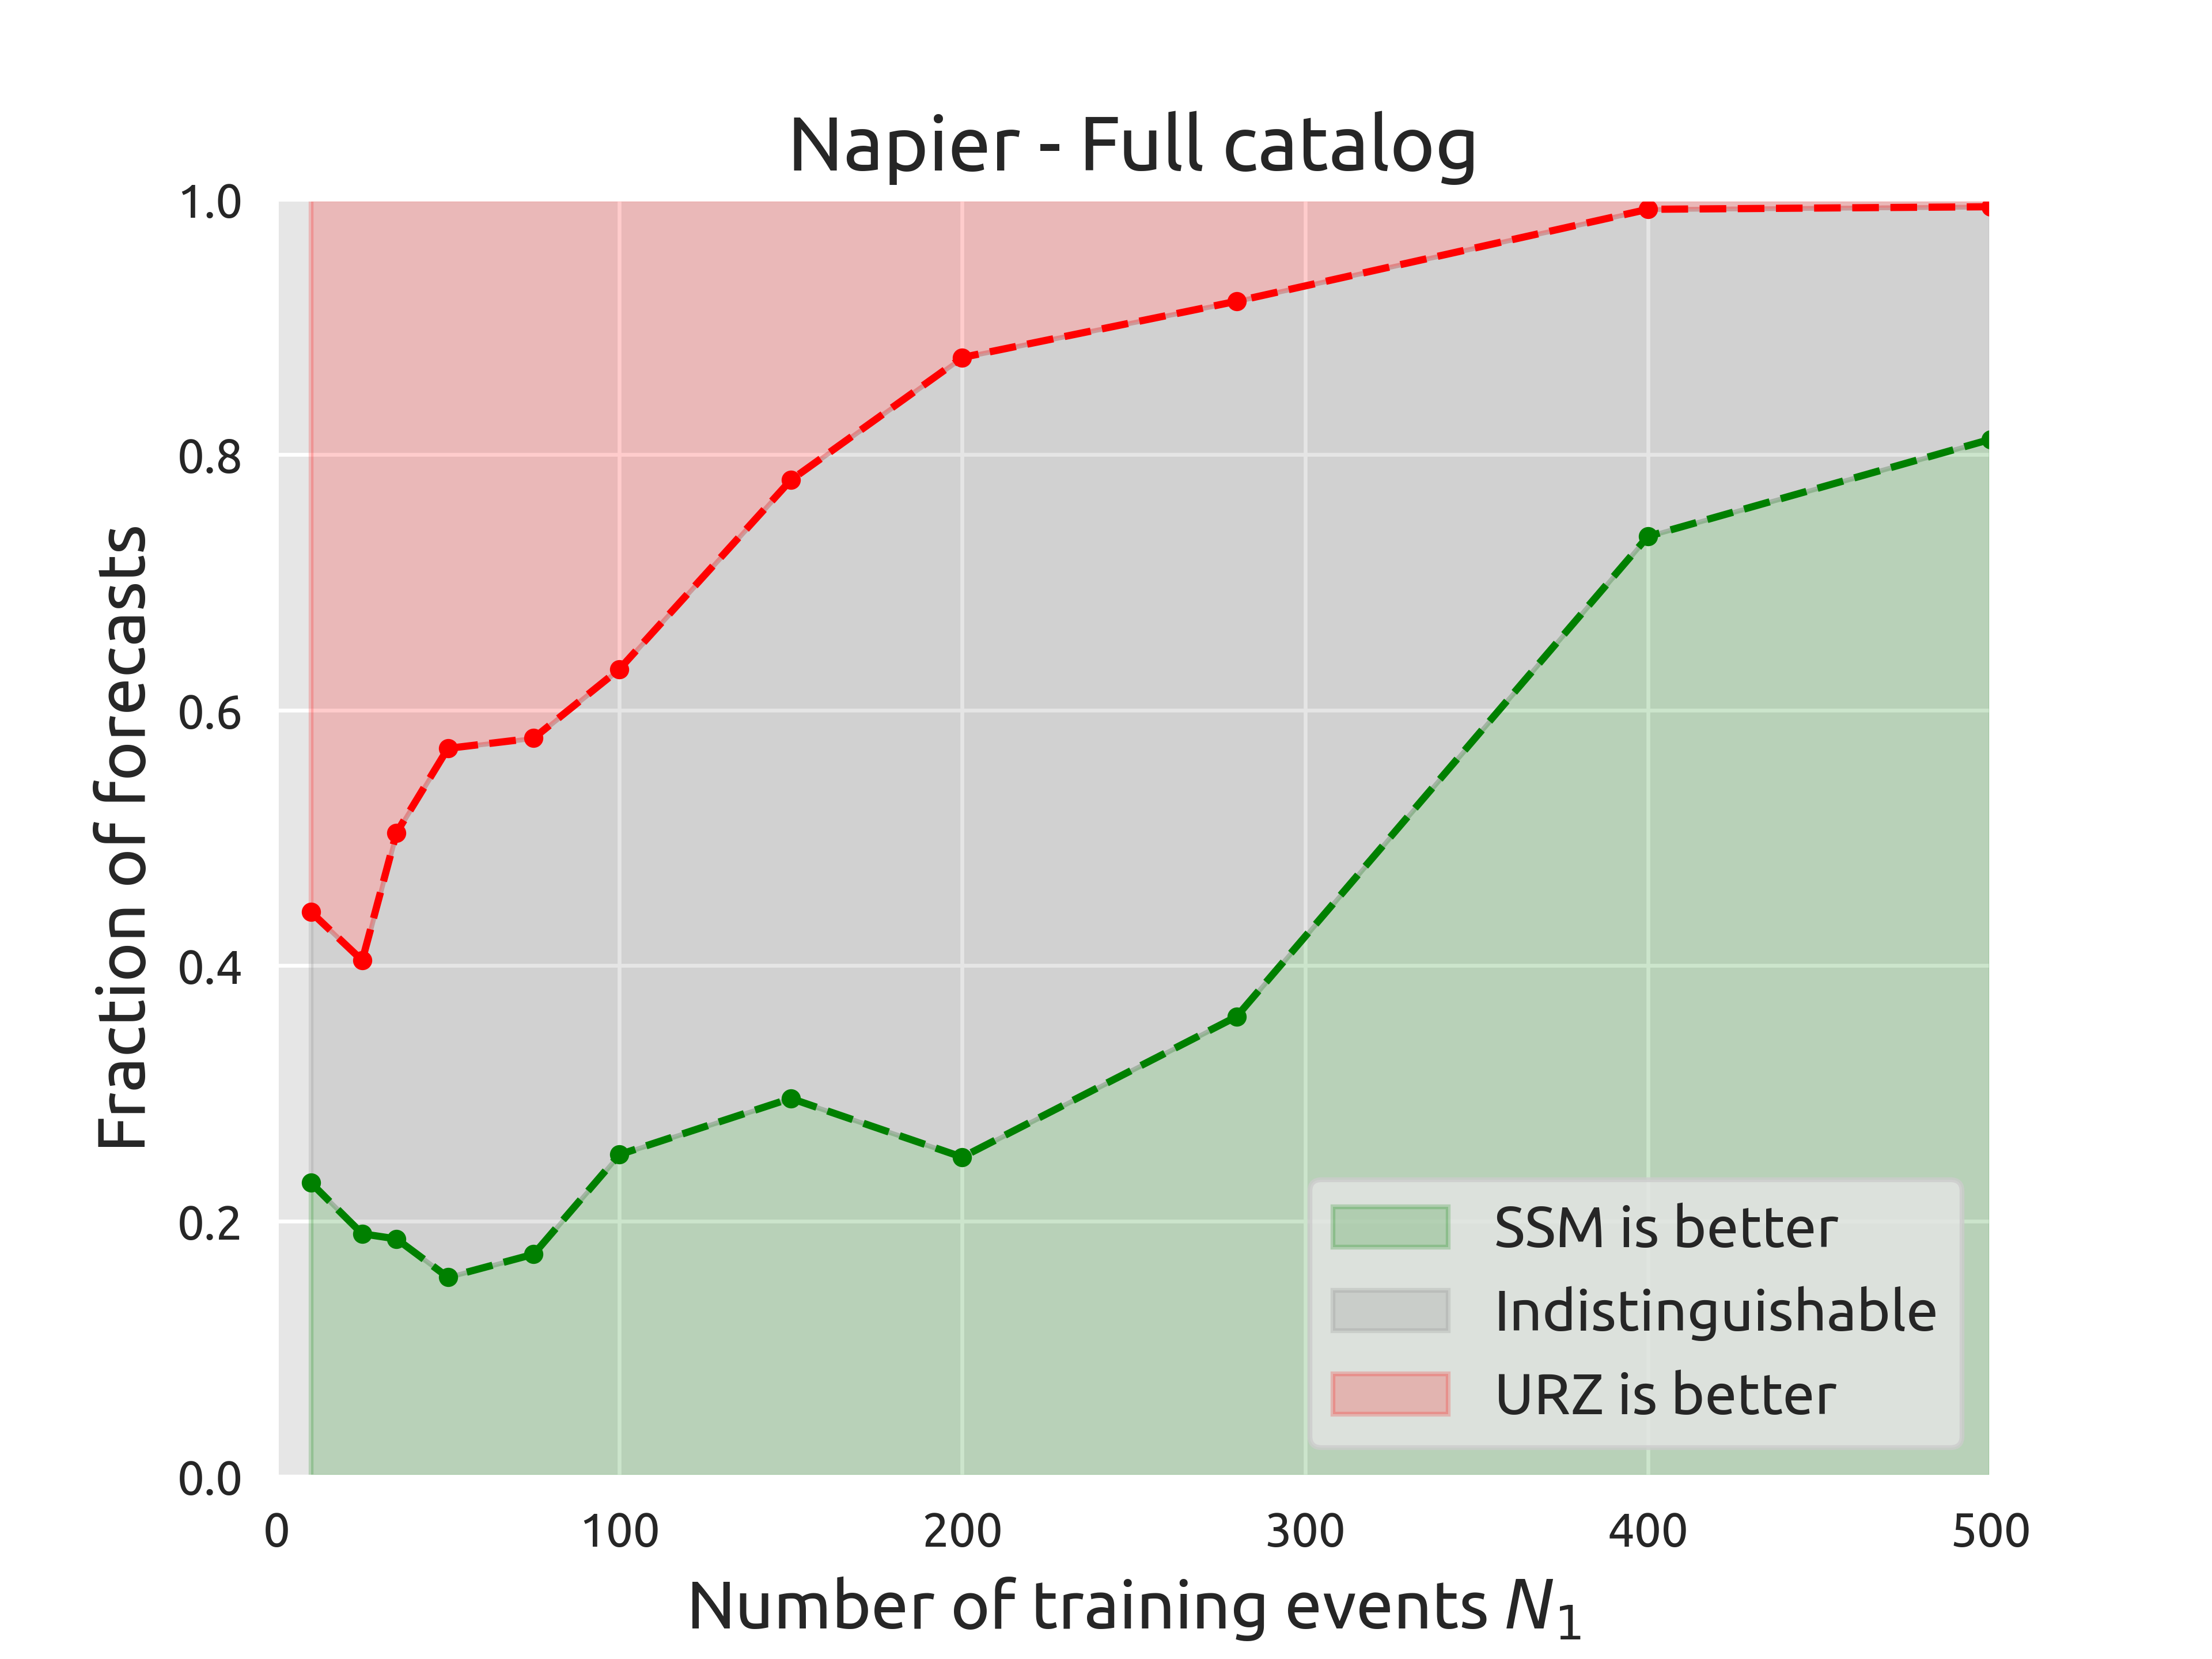 Napier - Full catalog
1.0
0.8
0.6
0.4
0.2
0.0
Fraction of forecasts
0 100 200 300 400 500
Number of training events N₁
SSM is better
Indistinguishable
URZ is better